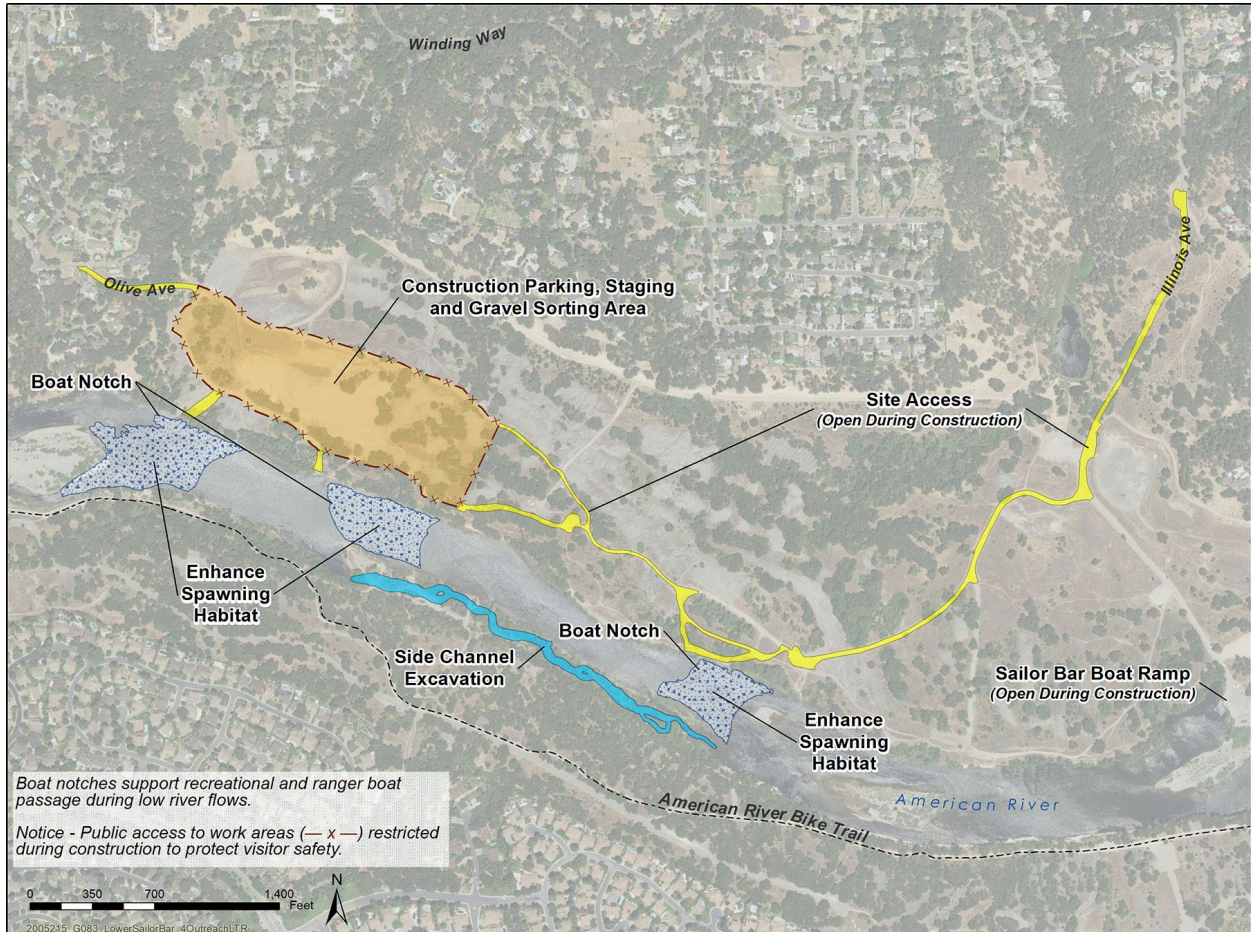 Winding Way
Olive Ave
Construction Parking, Staging
and Gravel Sorting Area
Illinois Ave
Boat Notch
Site Access
(Open During Construction)
Enhance
Spawning
Habitat
Boat Notch
Side Channel
Excavation
Sailor Bar Boat Ramp
(Open During Construction)
Enhance
Spawning
Habitat
American River
American River Bike Trail
Boat notches support recreational and ranger boat
passage during low river flows.
Notice - Public access to work areas (— x —) restricted
during construction to protect visitor safety.
N
0 350 700 1,400
Feet
2005215_G083_LowerSailorBar_4OutreachLTR